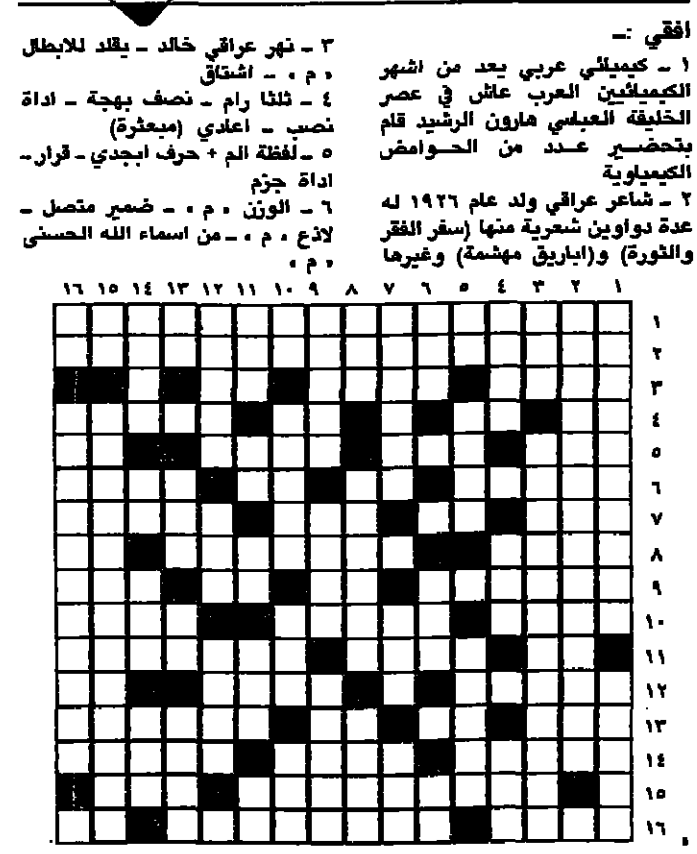 افقي :ـ
١ ـ كيميائي عربي يعد من اشهر
الكيميائيين العرب عاش في عصر
الخليفة العباسي هارون الرشيد قام
بتحضير عدد من الحوامض
الكيمياوية
٢ ـ شاعر عراقي ولد عام ١٩٢٦ له
عدة دواوين شعرية منها (سفر الفقر
والثورة) و(اباريق مهشمة) وغيرها
٣ ـ نهر عراقي خالد ـ يقلد للابطال
« م » ـ اشتاق
٤ ـ ثلثا رام ـ نصف بهجة ـ اداة
نصب ـ اعادي (مبعثرة)
٥ ـ لفظة الم + حرف ابجدي ـ قرار ـ
اداة جزم
٦ ـ الوزن « م » ـ ضمير متصل ـ
لاذع « م » ـ من اسماء الله الحسنى
« م »
١ ٢ ٣ ٤ ٥ ٦ ٧ ٨ ٩ ١٠ ١١ ١٢ ١٣ ١٤ ١٥ ١٦
١
٢
٣
٤
٥
٦
٧
٨
٩
١٠
١١
١٢
١٣
١٤
١٥
١٦